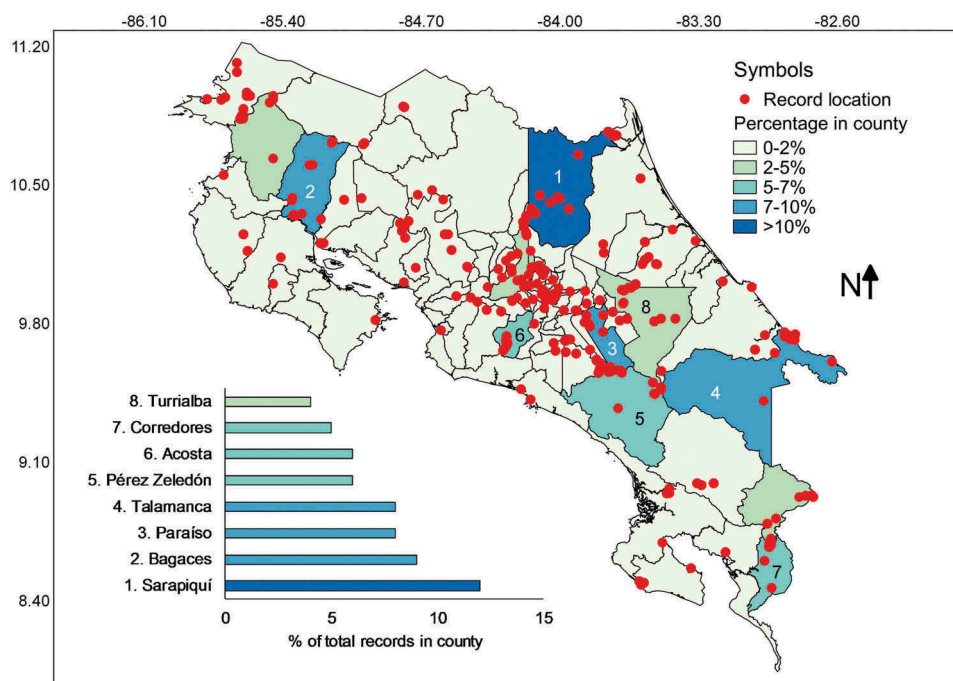 -86.10 -85.40 -84.70 -84.00 -83.30 -82.60
11.20
10.50
9.80
9.10
8.40
Symbols
Record location
Percentage in county
0-2%
2-5%
5-7%
7-10%
>10%
N
1
2
3
4
5
6
7
8
8. Turrialba
7. Corredores
6. Acosta
5. Pérez Zeledón
4. Talamanca
3. Paraíso
2. Bagaces
1. Sarapiquí
0 5 10 15
% of total records in county